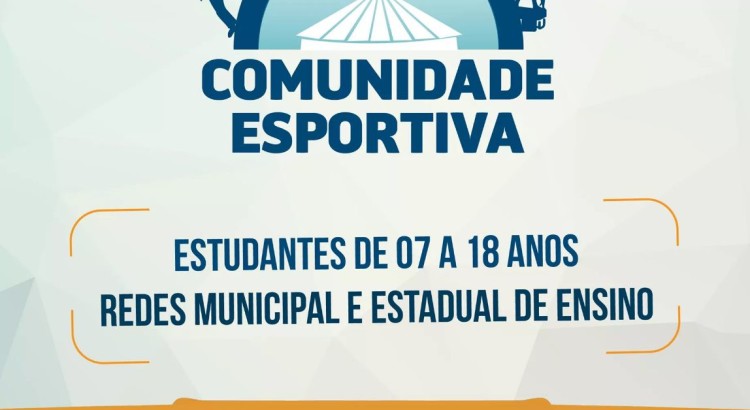 COMUNIDADE
ESPORTIVA
ESTUDANTES DE 07 A 18 ANOS
REDES MUNICIPAL E ESTADUAL DE ENSINO